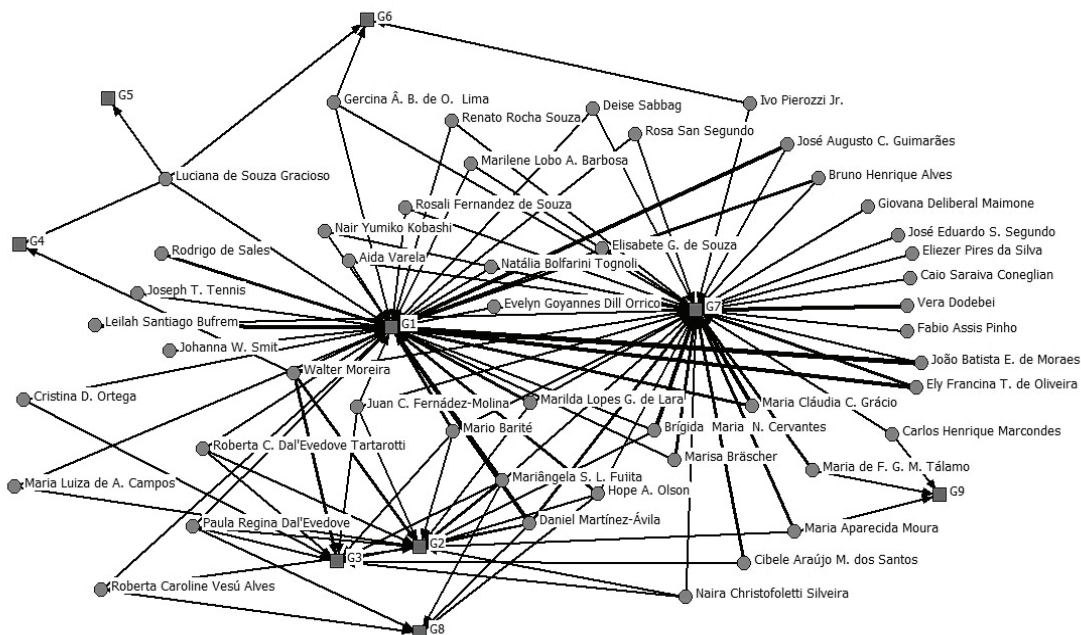 G6
G5
Gercina Â. B. de O. Lima
Ivo Pierozzi Jr.
Deise Sabbag
Renato Rocha Souza
Rosa San Segundo
José Augusto C. Guimarães
Marilene Lobo A. Barbosa
Luciana de Souza Gracioso
Bruno Henrique Alves
Rosali Fernandez de Souza
Giovana Deliberal Maimone
Nair Yumiko Kobashi
José Eduardo S. Segundo
G4
Elisabete G. de Souza
Rodrigo de Sales
Eliezer Pires da Silva
Aida Varela
Natália Bolfarini Tognoli
Caio Saraiva Coneglian
Joseph T. Tennis
Evelyn Goyannes Dill Orrico
G7
Vera Dodebei
Leilah Santiago Bufrem
G1
Fabio Assis Pinho
Johanna W. Smit
João Batista E. de Moraes
Walter Moreira
Ely Francina T. de Oliveira
Cristina D. Ortega
Juan C. Fernádez-Molina
Marilda Lopes G. de Lara
Maria Cláudia C. Grácio
Mario Barité
Brígida Maria N. Cervantes
Carlos Henrique Marcondes
Roberta C. Dal'Evedove Tartarotti
Marisa Bräscher
Maria de F. G. M. Tálamo
Maria Luiza de A. Campos
Mariângela S. L. Fujita
Hope A. Olson
G9
Paula Regina Dal'Evedove
Daniel Martínez-Ávila
Maria Aparecida Moura
G2
G3
Cibele Araújo M. dos Santos
Roberta Caroline Vesú Alves
Naira Christofoletti Silveira
G8